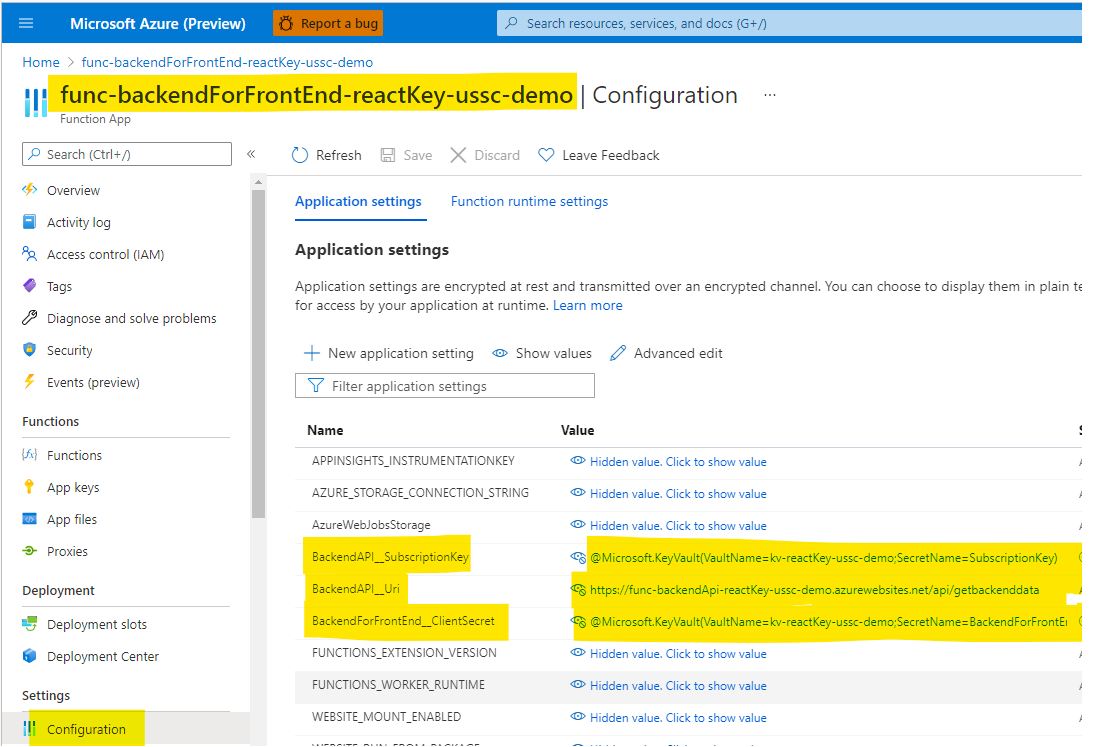 Microsoft Azure (Preview)
Report a bug
Search resources, services, and docs (G+/)
Home > func-backendForFrontEnd-reactKey-ussc-demo
func-backendForFrontEnd-reactKey-ussc-demo | Configuration ...
Function App
Search (Ctrl+/)
«
Overview
Activity log
Access control (IAM)
Tags
Diagnose and solve problems
Security
Events (preview)
Functions
Functions
App keys
App files
Proxies
Deployment
Deployment slots
Deployment Center
Settings
Configuration
Refresh
Save
Discard
Leave Feedback
Application settings
Function runtime settings
Application settings
Application settings are encrypted at rest and transmitted over an encrypted channel. You can choose to display them in plain te
for access by your application at runtime. Learn more
New application setting
Show values
Advanced edit
Filter application settings
Name Value
APPINSIGHTS_INSTRUMENTATIONKEY Hidden value. Click to show value
AZURE_STORAGE_CONNECTION_STRING Hidden value. Click to show value
AzureWebJobsStorage Hidden value. Click to show value
BackendAPI__SubscriptionKey @Microsoft.KeyVault(VaultName=kv-reactKey-ussc-demo;SecretName=SubscriptionKey)
BackendAPI__Uri https://func-backendApi-reactKey-ussc-demo.azurewebsites.net/api/getbackenddata
BackendForFrontEnd__ClientSecret @Microsoft.KeyVault(VaultName=kv-reactKey-ussc-demo;SecretName=BackendForFrontEn
FUNCTIONS_EXTENSION_VERSION Hidden value. Click to show value
FUNCTIONS_WORKER_RUNTIME Hidden value. Click to show value
WEBSITE_MOUNT_ENABLED Hidden value. Click to show value
WEBSITE_RUN_FROM_PACKAGE Hidden value. Click to show value